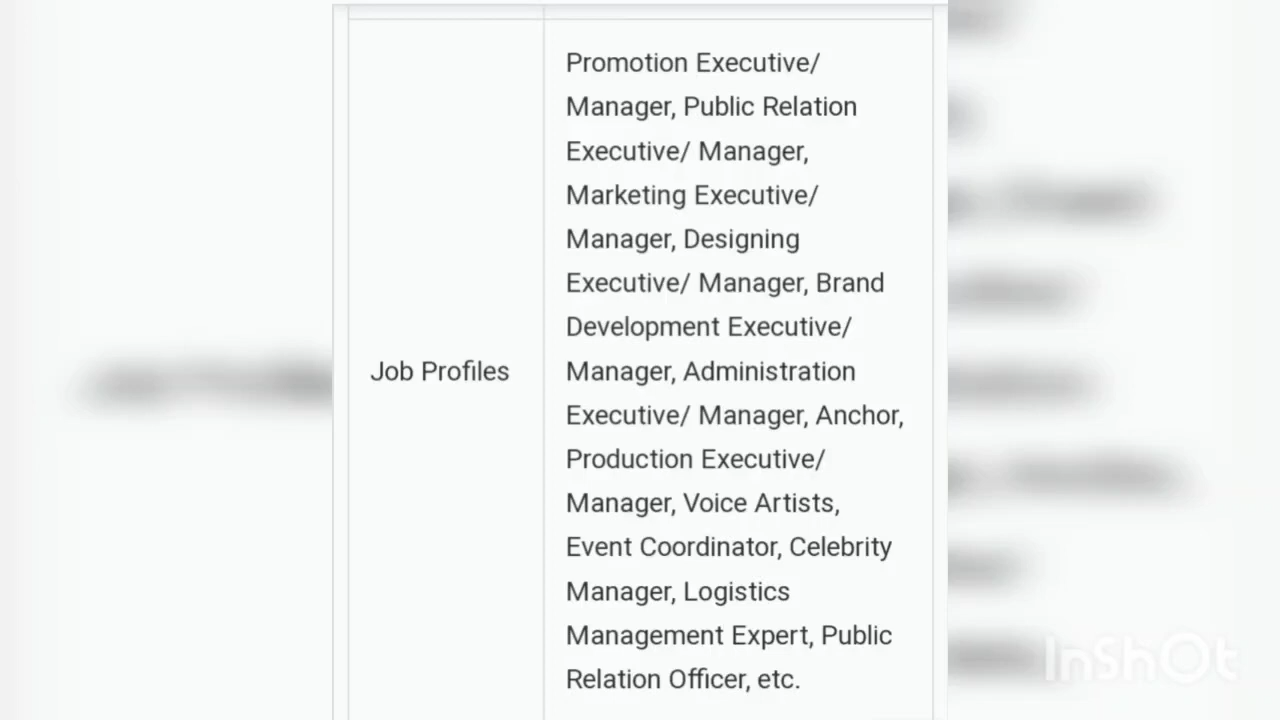 Promotion Executive/
Manager, Public Relation
Executive/ Manager,
Marketing Executive/
Manager, Designing
Executive/ Manager, Brand
Development Executive/
Job Profiles
Manager, Administration
Executive/ Manager, Anchor,
Production Executive/
Manager, Voice Artists,
Event Coordinator, Celebrity
Manager, Logistics
Management Expert, Public
Relation Officer, etc.
InShOt